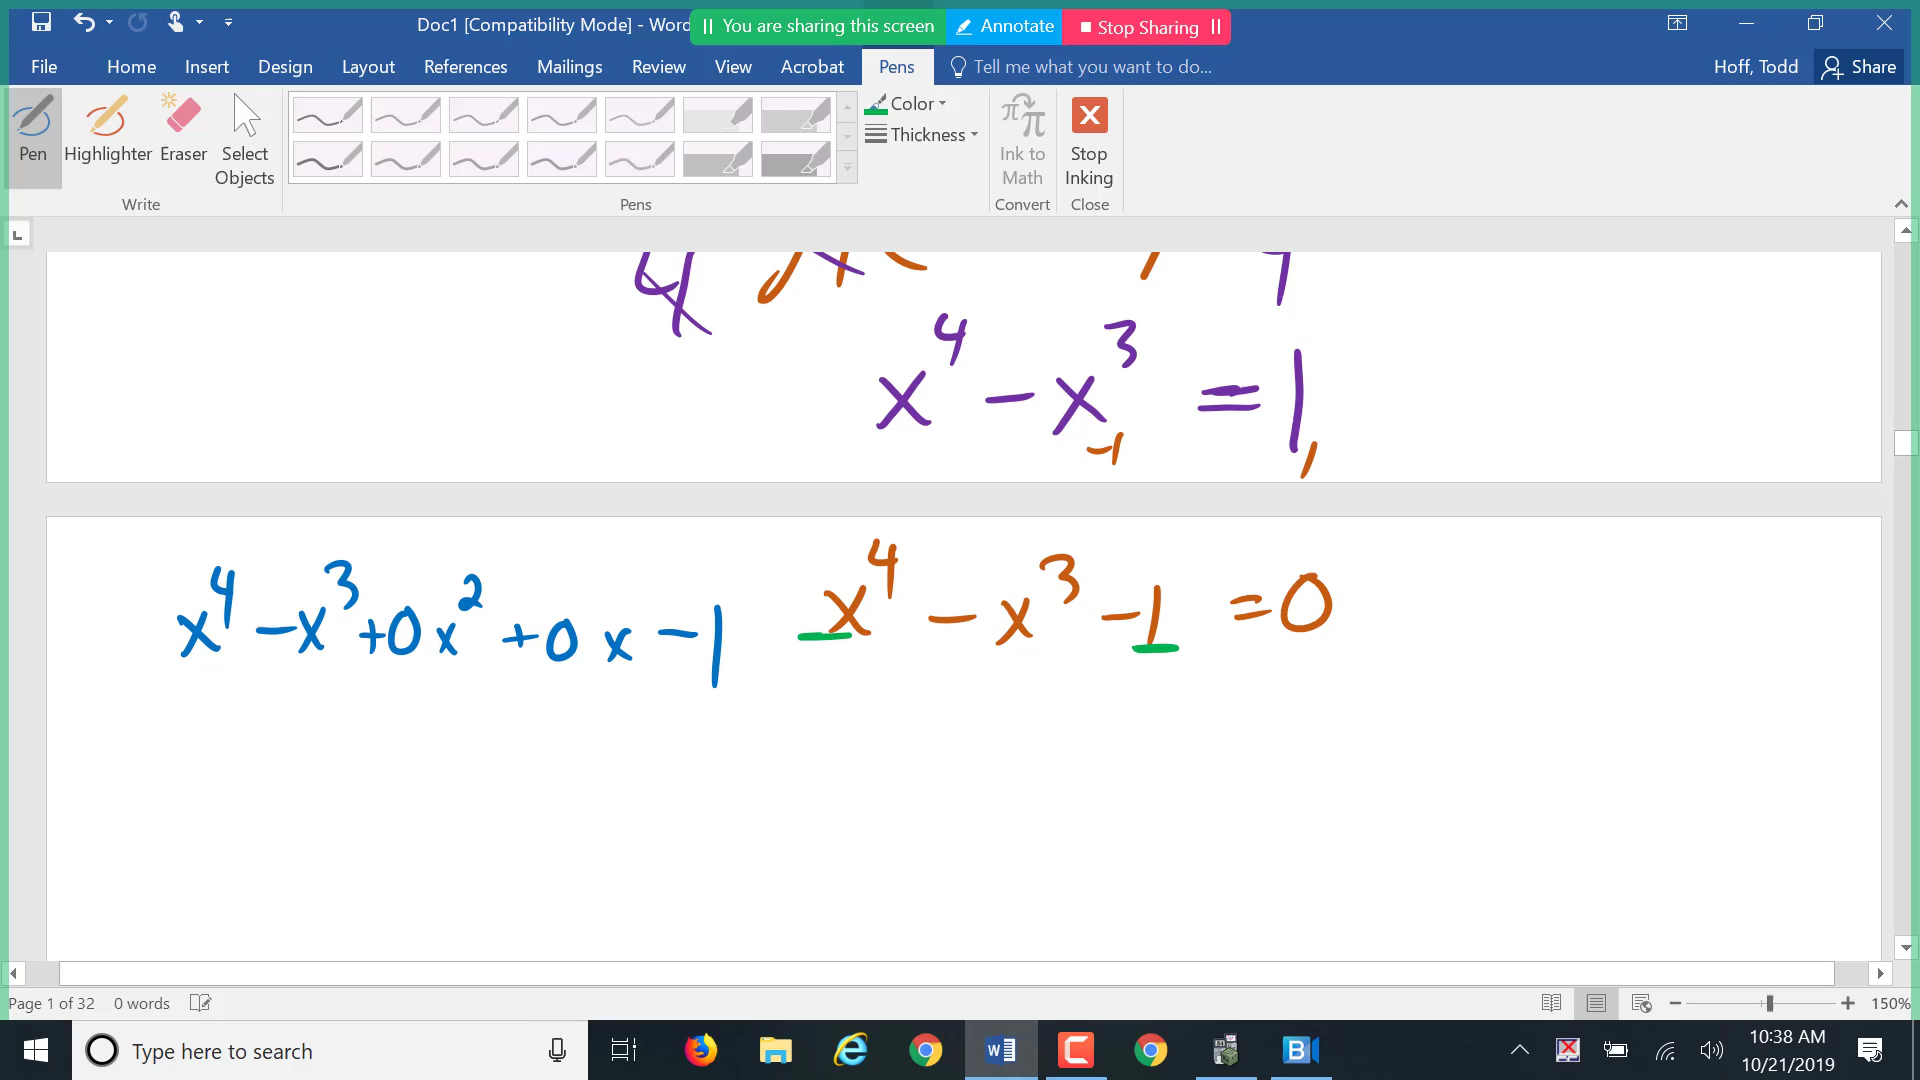 Doc1 [Compatibility Mode] - Word
You are sharing this screen
Annotate
Stop Sharing
File Home Insert Design Layout References Mailings Review View Acrobat Pens Tell me what you want to do... Hoff, Todd Share
Pen Highlighter Eraser Select Objects
Color
Thickness
Ink to Math
Stop Inking
Write Pens Convert Close
x⁴ - x³ = 1
-1
x⁴ - x³ + 0x² + 0x - 1
x⁴ - x³ - 1 = 0
Page 1 of 32 0 words 150%
Type here to search
10:38 AM
10/21/2019